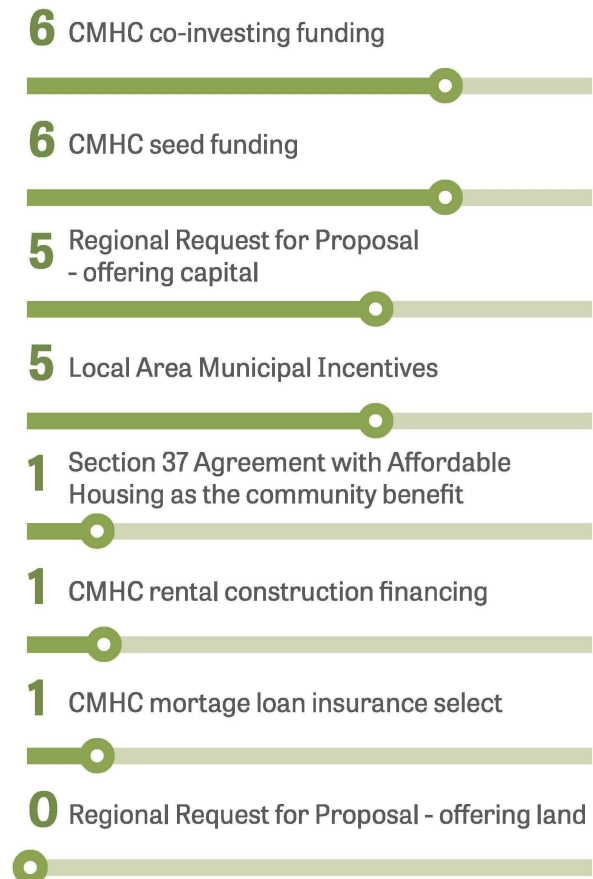 6 CMHC co-investing funding
6 CMHC seed funding
5 Regional Request for Proposal
- offering capital
5 Local Area Municipal Incentives
1 Section 37 Agreement with Affordable
Housing as the community benefit
1 CMHC rental construction financing
1 CMHC mortage loan insurance select
0 Regional Request for Proposal - offering land